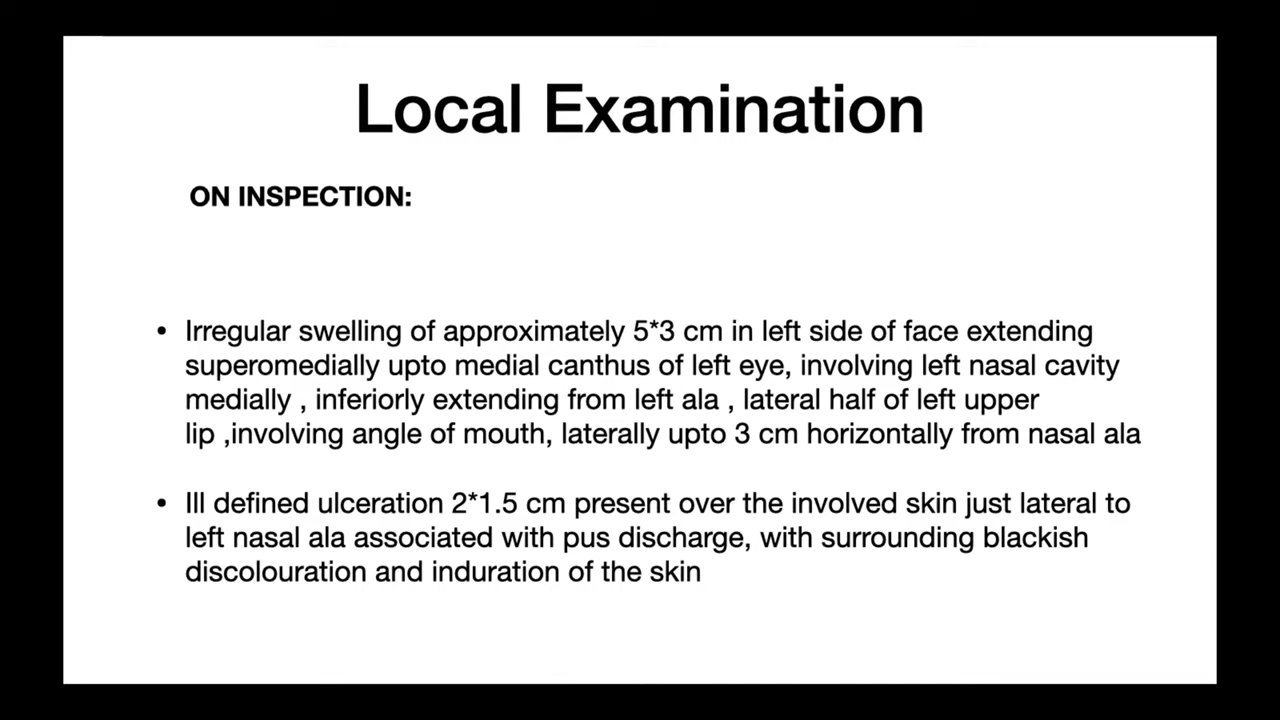 Local Examination
ON INSPECTION:
• Irregular swelling of approximately 5*3 cm in left side of face extending
superomedially upto medial canthus of left eye, involving left nasal cavity
medially , inferiorly extending from left ala , lateral half of left upper
lip ,involving angle of mouth, laterally upto 3 cm horizontally from nasal ala
• Ill defined ulceration 2*1.5 cm present over the involved skin just lateral to
left nasal ala associated with pus discharge, with surrounding blackish
discolouration and induration of the skin